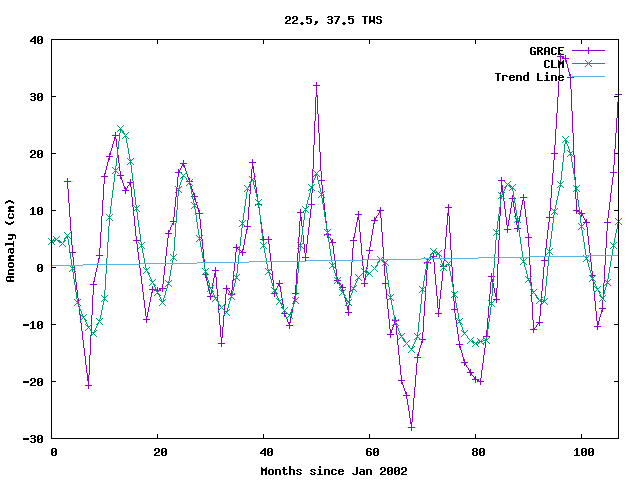 22.5, 37.5 TWS
40
30
20
10
0
-10
-20
-30
Anomaly (cm)
GRACE
CLM
Trend Line
0 20 40 60 80 100
Months since Jan 2002